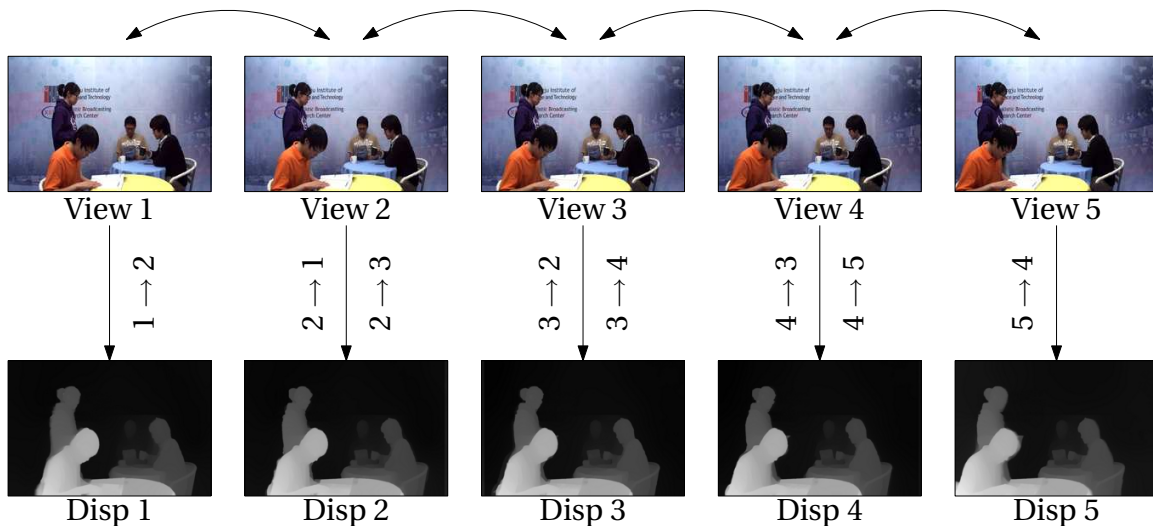 View 1 View 2 View 3 View 4 View 5
1 → 2
2 → 1
2 → 3
3 → 2
3 → 4
4 → 3
4 → 5
5 → 4
Disp 1 Disp 2 Disp 3 Disp 4 Disp 5